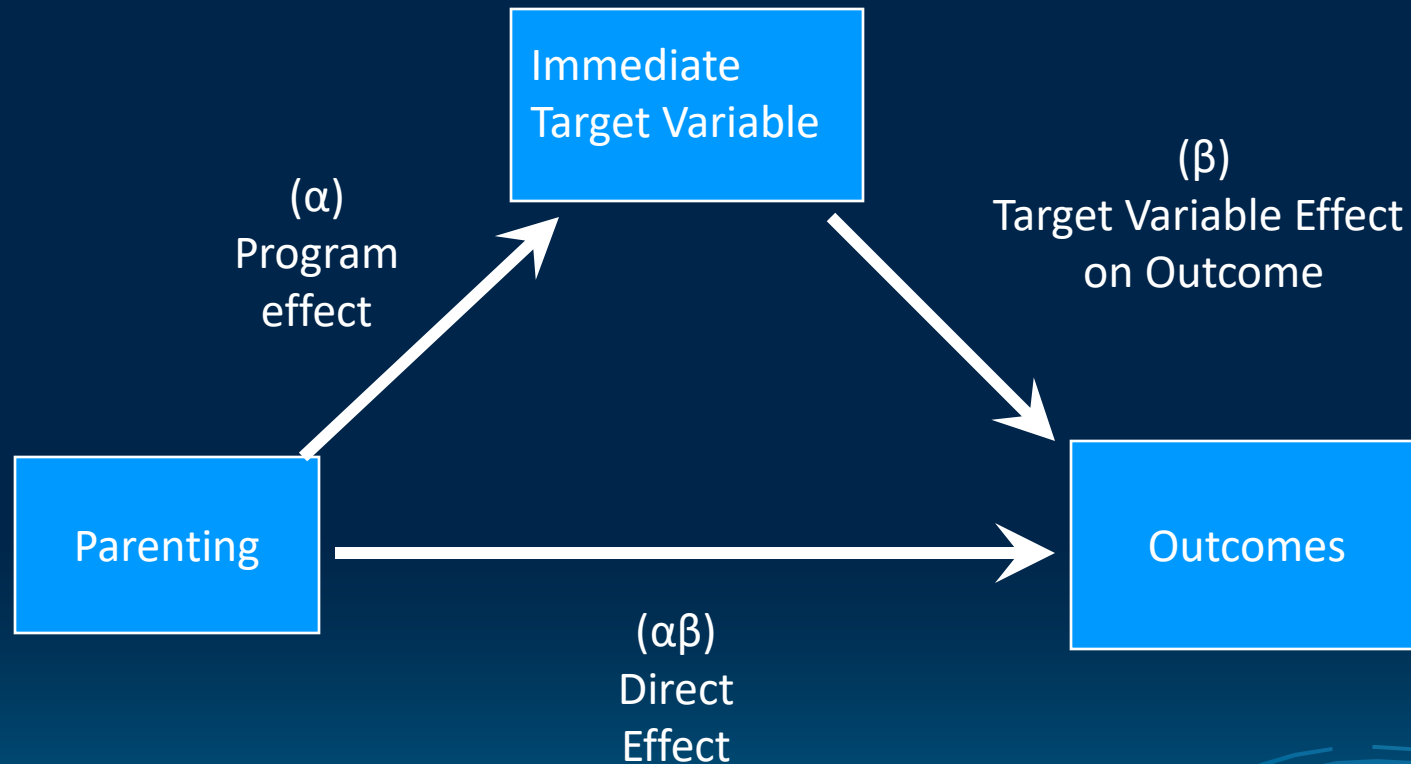 Immediate
Target Variable
(α)
Program
effect
(β)
Target Variable Effect
on Outcome
Parenting
Outcomes
(αβ)
Direct
Effect